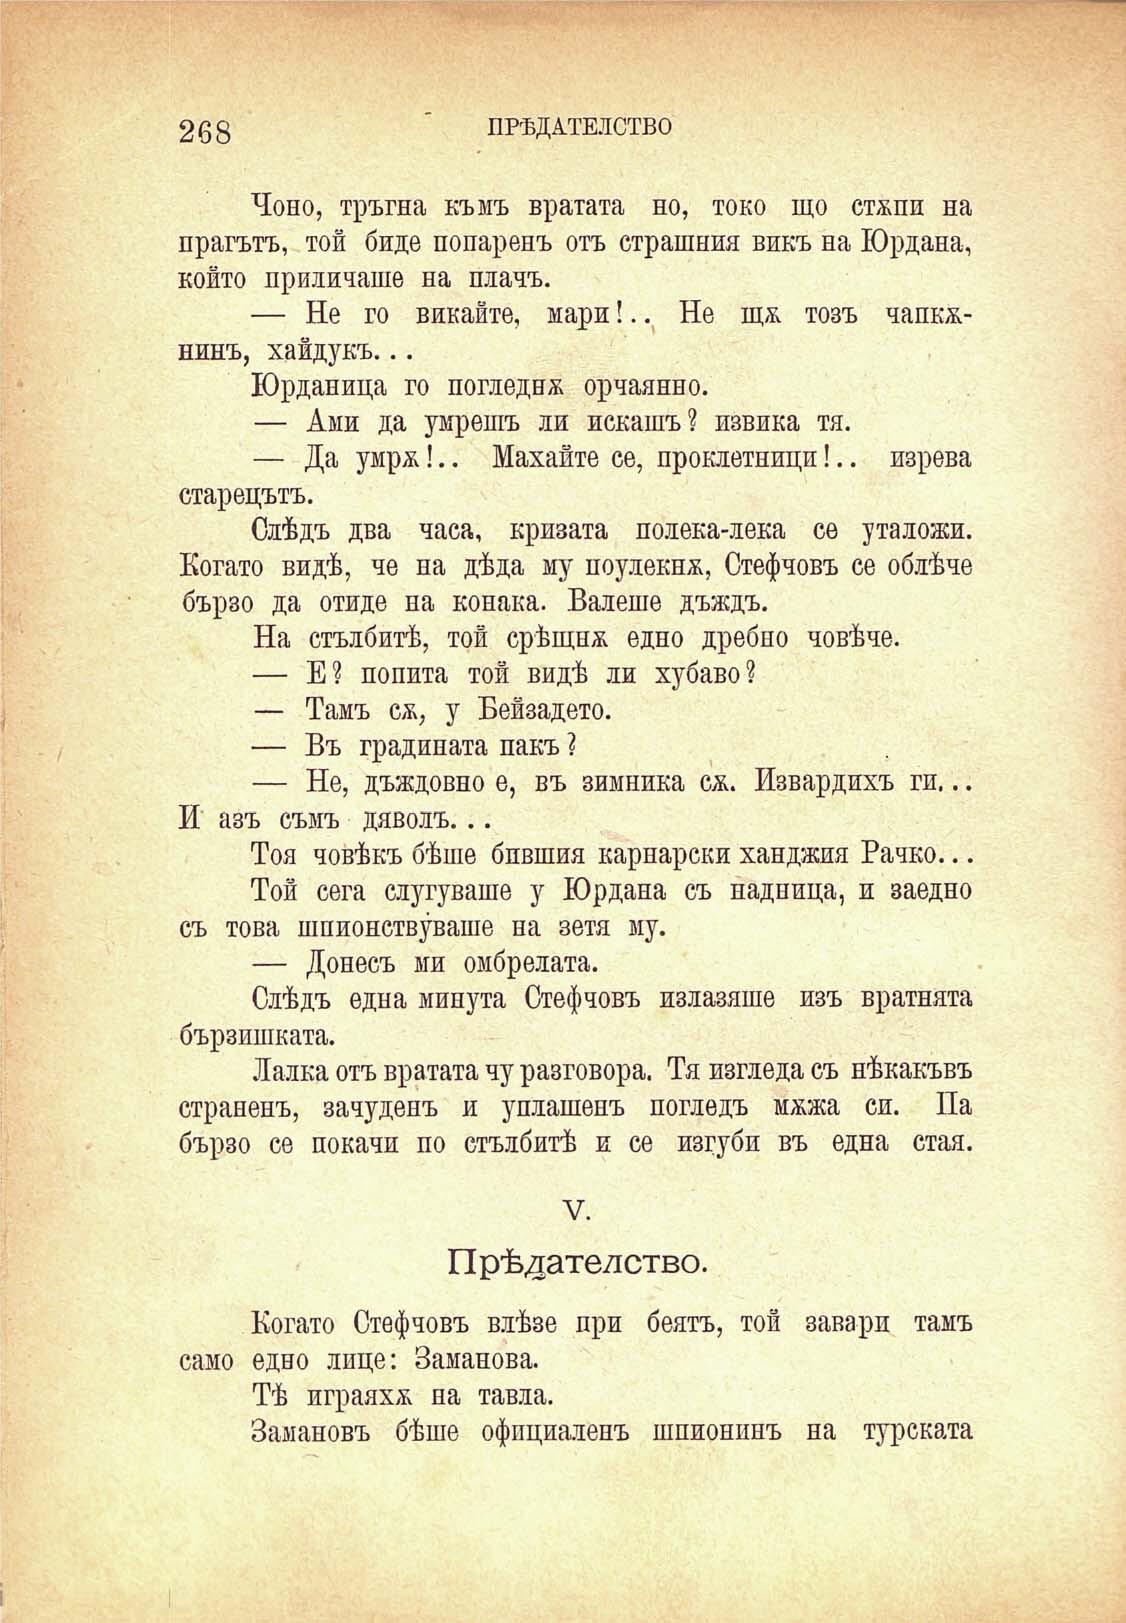 268 ПРѢДАТЕЛСТВО
Чоно, тръгна къмъ вратата но, токо що стѫпи на
прагътъ, той биде попаренъ отъ страшния викъ на Юрдана,
който приличаше на плачъ.
— Не го викайте, мари!.. Не щѫ тозъ чапкѫ-
нинъ, хайдукъ...
Юрданица го погледнѫ орчаянно.
— Ами да умрешъ ли искашъ? извика тя.
— Да умрѫ!.. Махайте се, проклетници!.. изрева
старецътъ.
Слѣдъ два часа, кризата полека-лека се уталожи.
Когато видѣ, че на дѣда му поулекнѫ, Стефчовъ се облѣче
бързо да отиде на конака. Валеше дъждъ.
На стълбитѣ, той срѣщнѫ едно дребно човѣче.
— Е? попита той видѣ ли хубаво?
— Тамъ сѫ, у Бейзадето.
— Въ градината пакъ?
— Не, дъждовно е, въ зимника сѫ. Извардихъ ги...
И азъ съмъ дяволъ...
Тоя човѣкъ бѣше бившия карнарски ханджия Рачко...
Той сега слугуваше у Юрдана съ надница, и заедно
съ това шпионствуваше на зетя му.
— Донесъ ми омбрелата.
Слѣдъ една минута Стефчовъ излазяше изъ вратнята
бързишката.
Лалка отъ вратата чу разговора. Тя изгледа съ нѣкакъвъ
страненъ, зачуденъ и уплашенъ погледъ мѫжа си. Па
бързо се покачи по стълбитѣ и се изгуби въ една стая.
V.
Прѣдателство.
Когато Стефчовъ влѣзе при беятъ, той завари тамъ
само едно лице: Заманова.
Тѣ играяхѫ на тавла.
Замановъ бѣше официаленъ шпионинъ на турската